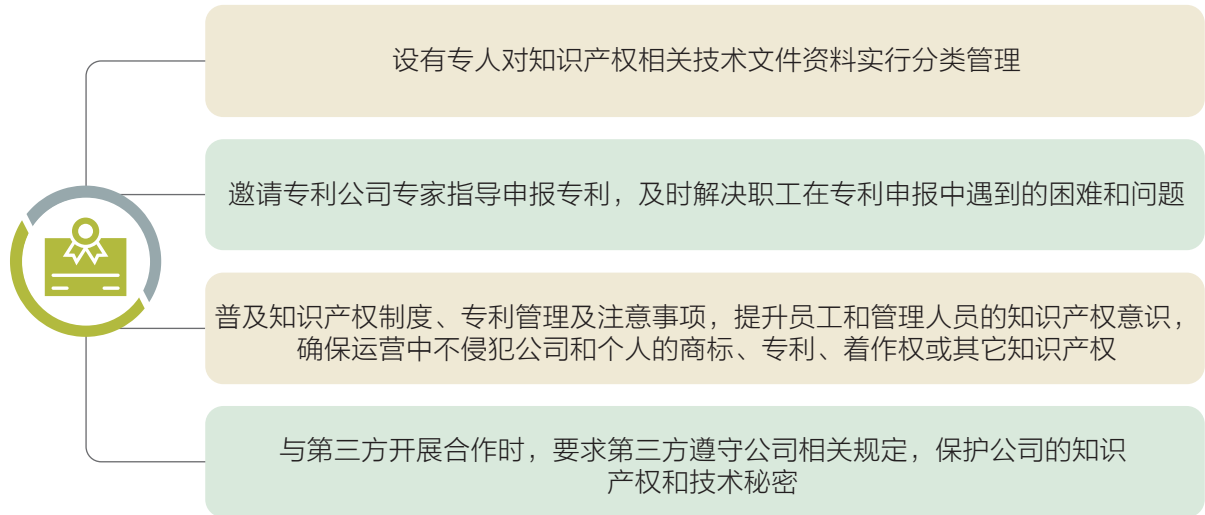 设有专人对知识产权相关技术文件资料实行分类管理
邀请专利公司专家指导申报专利，及时解决职工在专利申报中遇到的困难和问题
普及知识产权制度、专利管理及注意事项，提升员工和管理人员的知识产权意识，
确保运营中不侵犯公司和个人的商标、专利、着作权或其它知识产权
与第三方开展合作时，要求第三方遵守公司相关规定，保护公司的知识
产权和技术秘密